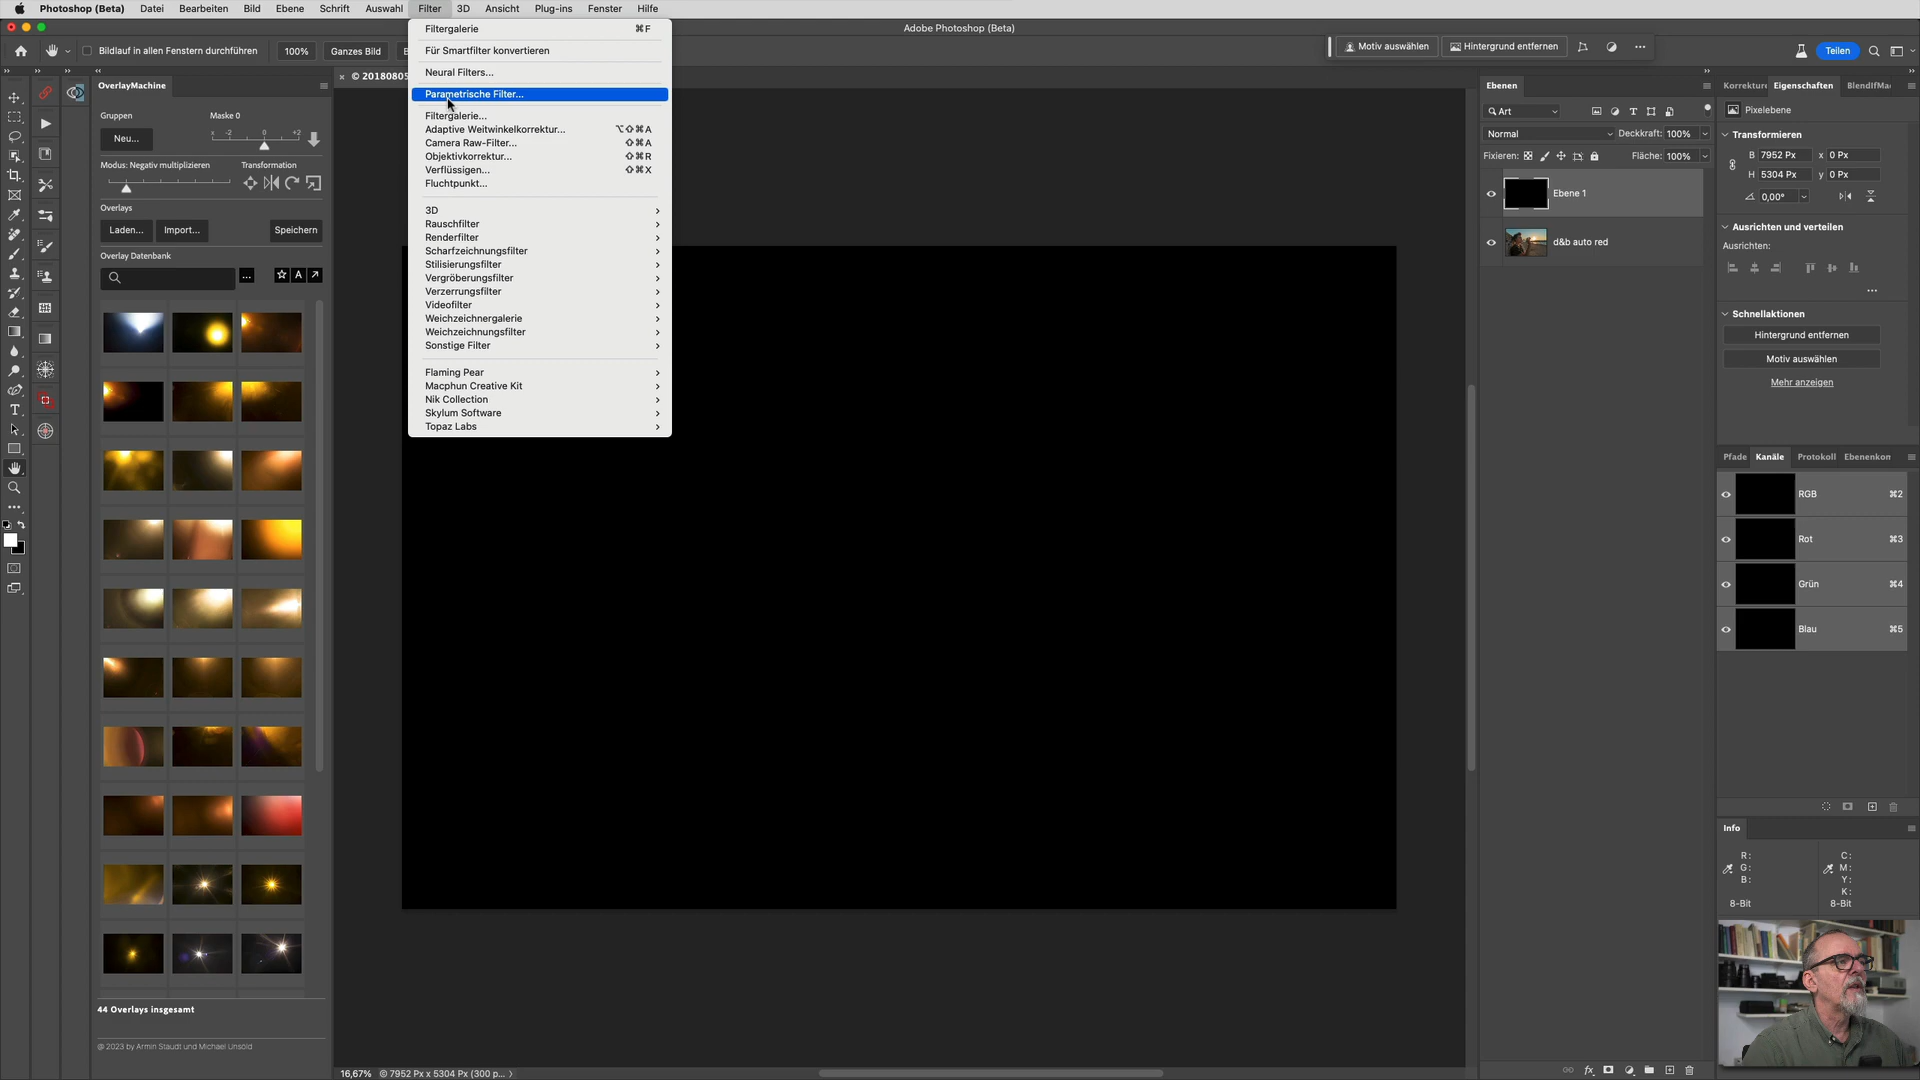 Photoshop (Beta) Datei Bearbeiten Bild Ebene Schrift Auswahl Filter 3D Ansicht Plug-ins Fenster Hilfe
Adobe Photoshop (Beta)
Bildlauf in allen Fenstern durchführen 100% Ganzes Bild B
Motiv auswählen Hintergrund entfernen
Teilen
Filtergalerie ⌘F
Für Smartfilter konvertieren
Neural Filters...
Parametrische Filter...
Filtergalerie...
Adaptive Weitwinkelkorrektur... ⌥⇧⌘A
Camera Raw-Filter... ⇧⌘A
Objektivkorrektur... ⇧⌘R
Verflüssigen... ⇧⌘X
Fluchtpunkt...
3D
Rauschfilter
Renderfilter
Scharfzeichnungsfilter
Stilisierungsfilter
Vergröberungsfilter
Verzerrungsfilter
Videofilter
Weichzeichnergalerie
Weichzeichnungsfilter
Sonstige Filter
Flaming Pear
Macphun Creative Kit
Nik Collection
Skylum Software
Topaz Labs
OverlayMachine
Gruppen Maske 0
Neu... x -2 0 +2
Modus: Negativ multiplizieren Transformation
Overlays
Laden... Import... Speichern
Overlay Datenbank
... A
44 Overlays insgesamt
@ 2023 by Armin Staudt und Michael Unsöld
× © 2018080
16,67% © 7952 Px x 5304 Px (300 p...
Ebenen
Art
Normal Deckkraft: 100%
Fixieren: Fläche: 100%
Ebene 1
d&b auto red
fx
Korrekture Eigenschaften BlendIfMa
Pixelebene
Transformieren
B 7952 Px x 0 Px
H 5304 Px y 0 Px
0,00°
Ausrichten und verteilen
Ausrichten:
...
Schnellaktionen
Hintergrund entfernen
Motiv auswählen
Mehr anzeigen
Pfade Kanäle Protokoll Ebenenkon
RGB ⌘2
Rot ⌘3
Grün ⌘4
Blau ⌘5
Info
R: C:
G: M:
B: Y:
K:
8-Bit 8-Bit